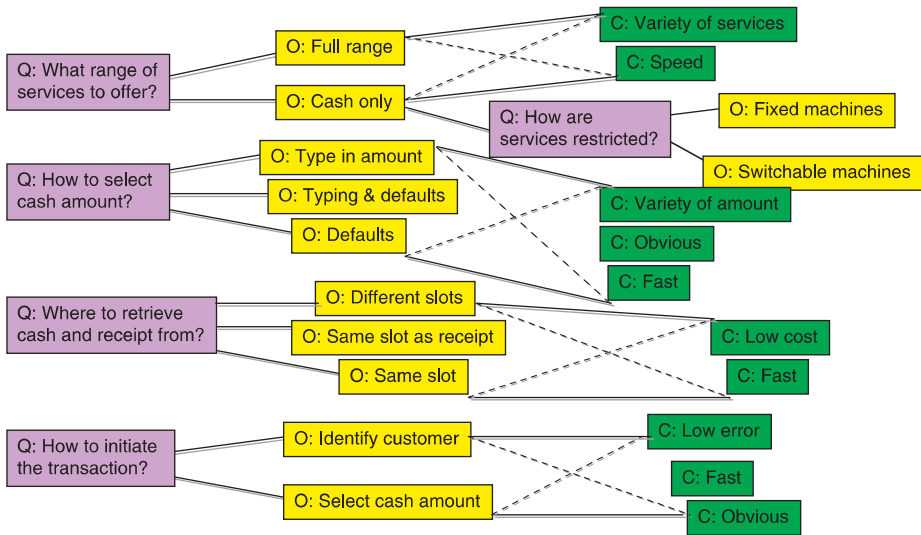 Q: What range of
services to offer?
O: Full range
O: Cash only
C: Variety of services
C: Speed
Q: How are
services restricted?
O: Fixed machines
O: Switchable machines
Q: How to select
cash amount?
O: Type in amount
O: Typing & defaults
O: Defaults
C: Variety of amount
C: Obvious
C: Fast
Q: Where to retrieve
cash and receipt from?
O: Different slots
O: Same slot as receipt
O: Same slot
C: Low cost
C: Fast
Q: How to initiate
the transaction?
O: Identify customer
O: Select cash amount
C: Low error
C: Fast
C: Obvious